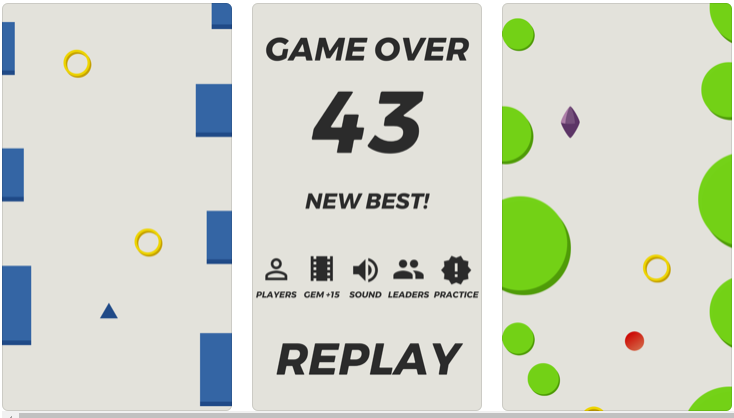 GAME OVER
43
NEW BEST!
PLAYERS GEM +15 SOUND LEADERS PRACTICE
REPLAY